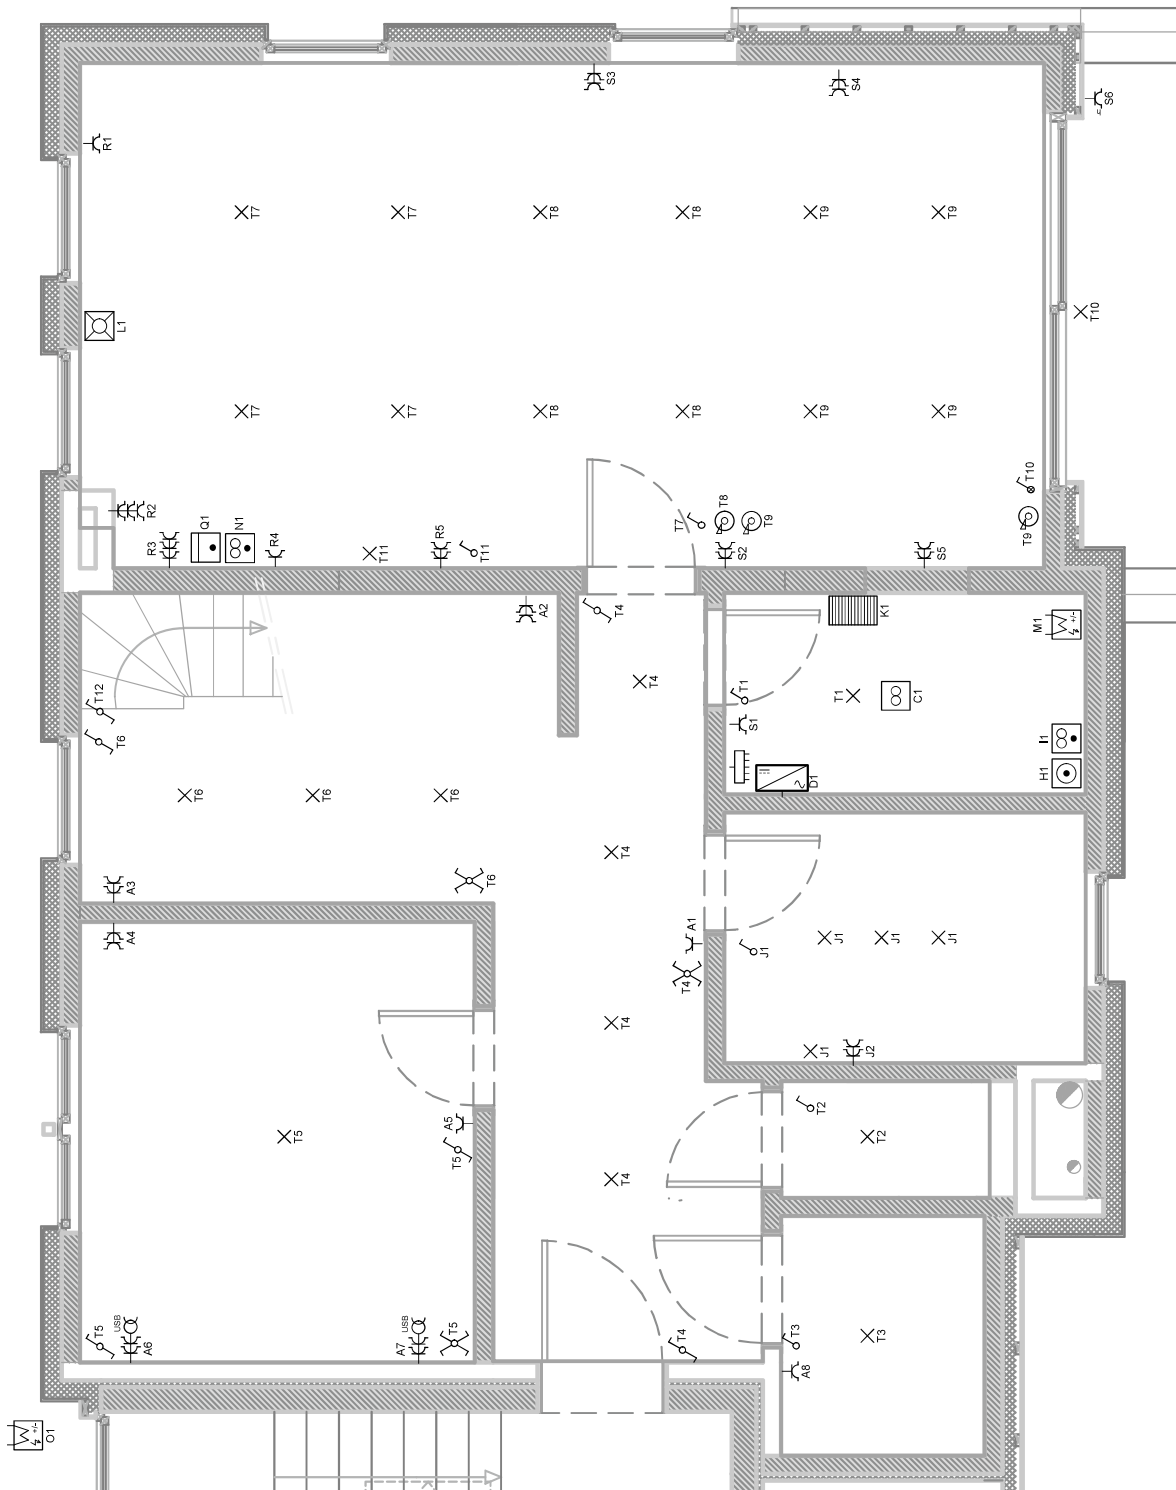 S3
S4
S6
R1
T7
T7
T8
T8
T9
T9
T10
L1
T7
T7
T8
T8
T9
T9
T10
R2
T8
T7
T9
T9
Q1
N1
R3
R4
R5
T11
T11
S2
S5
A2
T4
K1
M1
+/-
T12
T4
T1
T1
C1
S1
T6
I1
H1
D1
T6
T6
T6
T4
A3
T6
A4
A1
J1
J1
J1
J1
T4
T4
J1
J2
A5
T5
T5
T2
T2
T4
USB
USB
T5
A6
A7
T5
T4
T3
T3
A8
O1
+/-